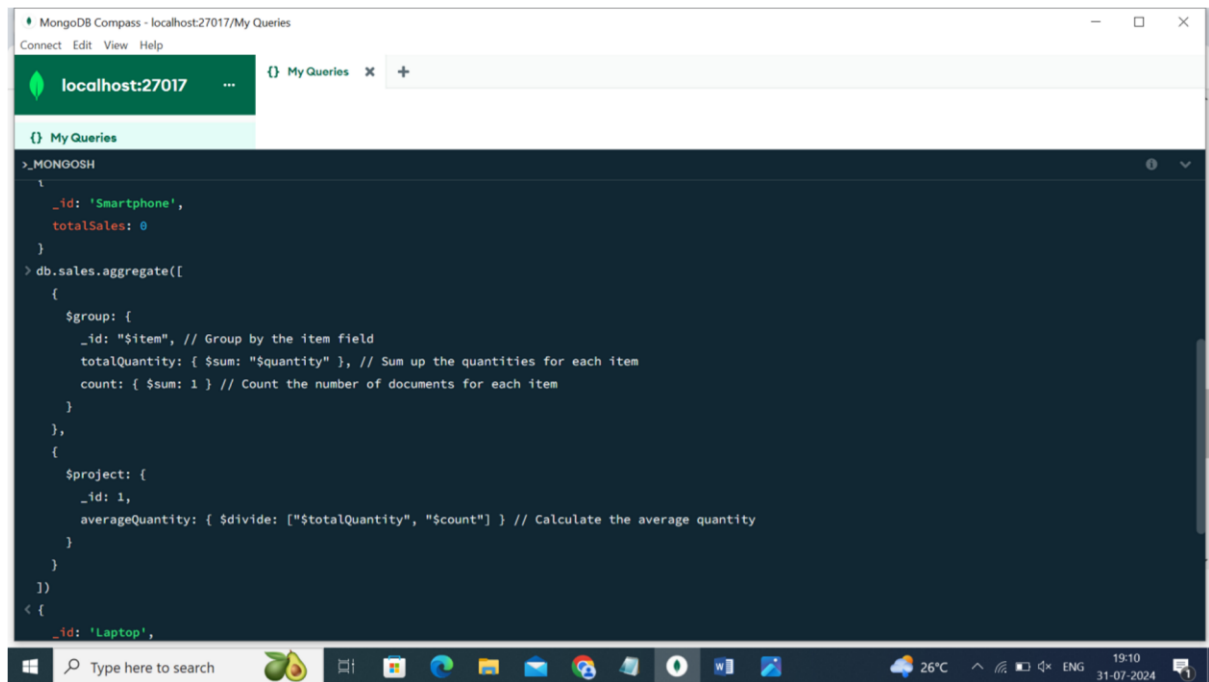 MongoDB Compass - localhost:27017/My Queries
Connect Edit View Help
localhost:27017 ...
{} My Queries
{} My Queries
>_MONGOSH
{
_id: 'Smartphone',
totalSales: 0
}
> db.sales.aggregate([
{
$group: {
_id: "$item", // Group by the item field
totalQuantity: { $sum: "$quantity" }, // Sum up the quantities for each item
count: { $sum: 1 } // Count the number of documents for each item
}
},
{
$project: {
_id: 1,
averageQuantity: { $divide: ["$totalQuantity", "$count"] } // Calculate the average quantity
}
}
])
< {
_id: 'Laptop',
Type here to search
26°C
ENG
19:10
31-07-2024
1